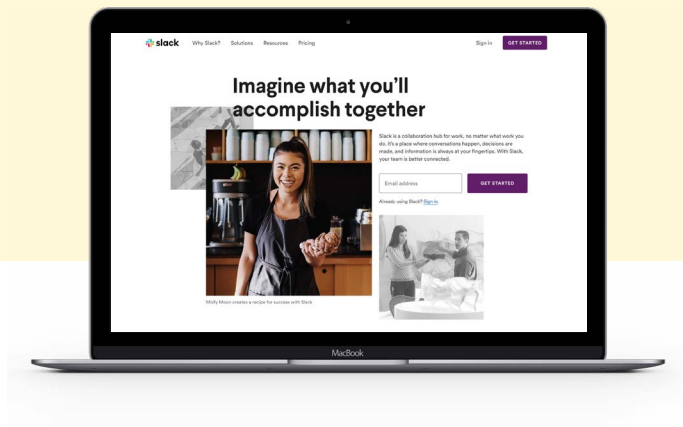 slack Why Slack? Solutions Resources Pricing Sign in GET STARTED
Imagine what you'll
accomplish together
Slack is a collaboration hub for work, no matter what work you
do. It's a place where conversations happen, decisions are
made, and information is always at your fingertips. With Slack,
your team is better connected.
Email address GET STARTED
Already using Slack? Sign in.
Molly Moon creates a recipe for success with Slack
MacBook